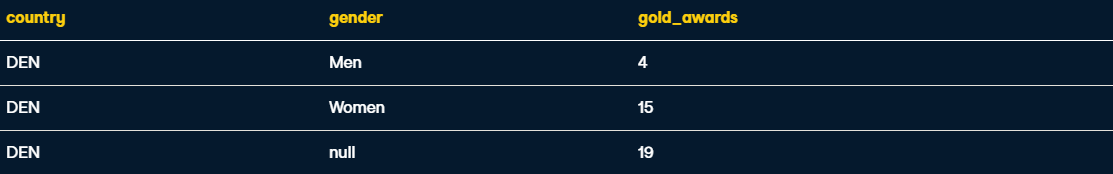 country gender gold_awards
DEN Men 4
DEN Women 15
DEN null 19